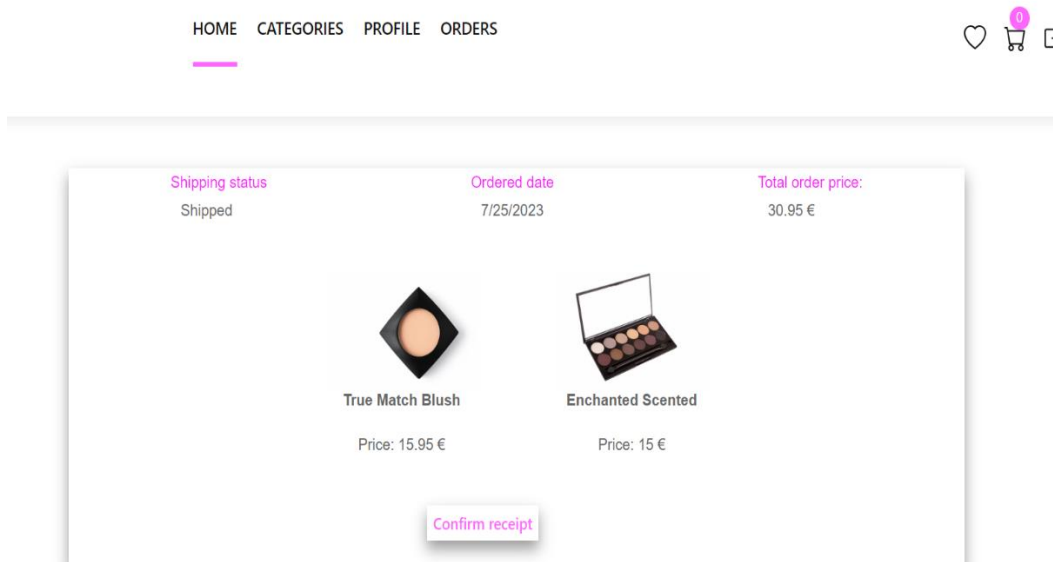 HOME CATEGORIES PROFILE ORDERS
0
Shipping status Ordered date Total order price:
Shipped 7/25/2023 30.95 €
True Match Blush Enchanted Scented
Price: 15.95 € Price: 15 €
Confirm receipt